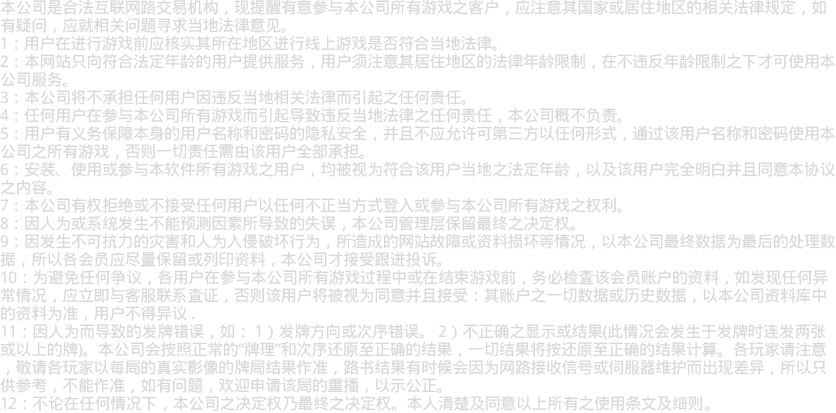 本公司是合法互联网路交易机构，现提醒有意参与本公司所有游戏之客户，应注意其国家或居住地区的相关法律规定，如
有疑问，应就相关问题寻求当地法律意见。
1：用户在进行游戏前应核实其所在地区进行线上游戏是否符合当地法律。
2：本网站只向符合法定年龄的用户提供服务，用户须注意其居住地区的法律年龄限制，在不违反年龄限制之下才可使用本
公司服务。
3：本公司将不承担任何用户因违反当地相关法律而引起之任何责任。
4：任何用户在参与本公司所有游戏而引起导致违反当地法律之任何责任，本公司概不负责。
5：用户有义务保障本身的用户名称和密码的隐私安全，并且不应允许可第三方以任何形式，通过该用户名称和密码使用本
公司之所有游戏，否则一切责任需由该用户全部承担。
6：安装、使用或参与本软件所有游戏之用户，均被视为符合该用户当地之法定年龄，以及该用户完全明白并且同意本协议
之内容。
7：本公司有权拒绝或不接受任何用户以任何不正当方式登入或参与本公司所有游戏之权利。
8：因人为或系统发生不能预测因素所导致的失误，本公司管理层保留最终之决定权。
9：因发生不可抗力的灾害和人为入侵破坏行为，所造成的网站故障或资料损坏等情况，以本公司最终数据为最后的处理数
据，所以各会员应尽量保留或列印资料，本公司才接受跟进投诉。
10：为避免任何争议，各用户在参与本公司所有游戏过程中或在结束游戏前，务必检查该会员账户的资料，如发现任何异
常情况，应立即与客服联系查证，否则该用户将被视为同意并且接受：其账户之一切数据或历史数据，以本公司资料库中
的资料为准，用户不得异议 .
11：因人为而导致的发牌错误，如： 1）发牌方向或次序错误。 2）不正确之显示或结果(此情况会发生于发牌时连发两张
或以上的牌)。本公司会按照正常的“牌理”和次序还原至正确的结果，一切结果将按还原至正确的结果计算。各玩家请注意
，敬请各玩家以每局的真实影像的牌局结果作准，路书结果有时候会因为网路接收信号或伺服器维护而出现差异，所以只
供参考，不能作准，如有问题，欢迎申请该局的重播，以示公正。
12：不论在任何情况下，本公司之决定权乃最终之决定权。本人清楚及同意以上所有之使用条文及细则。